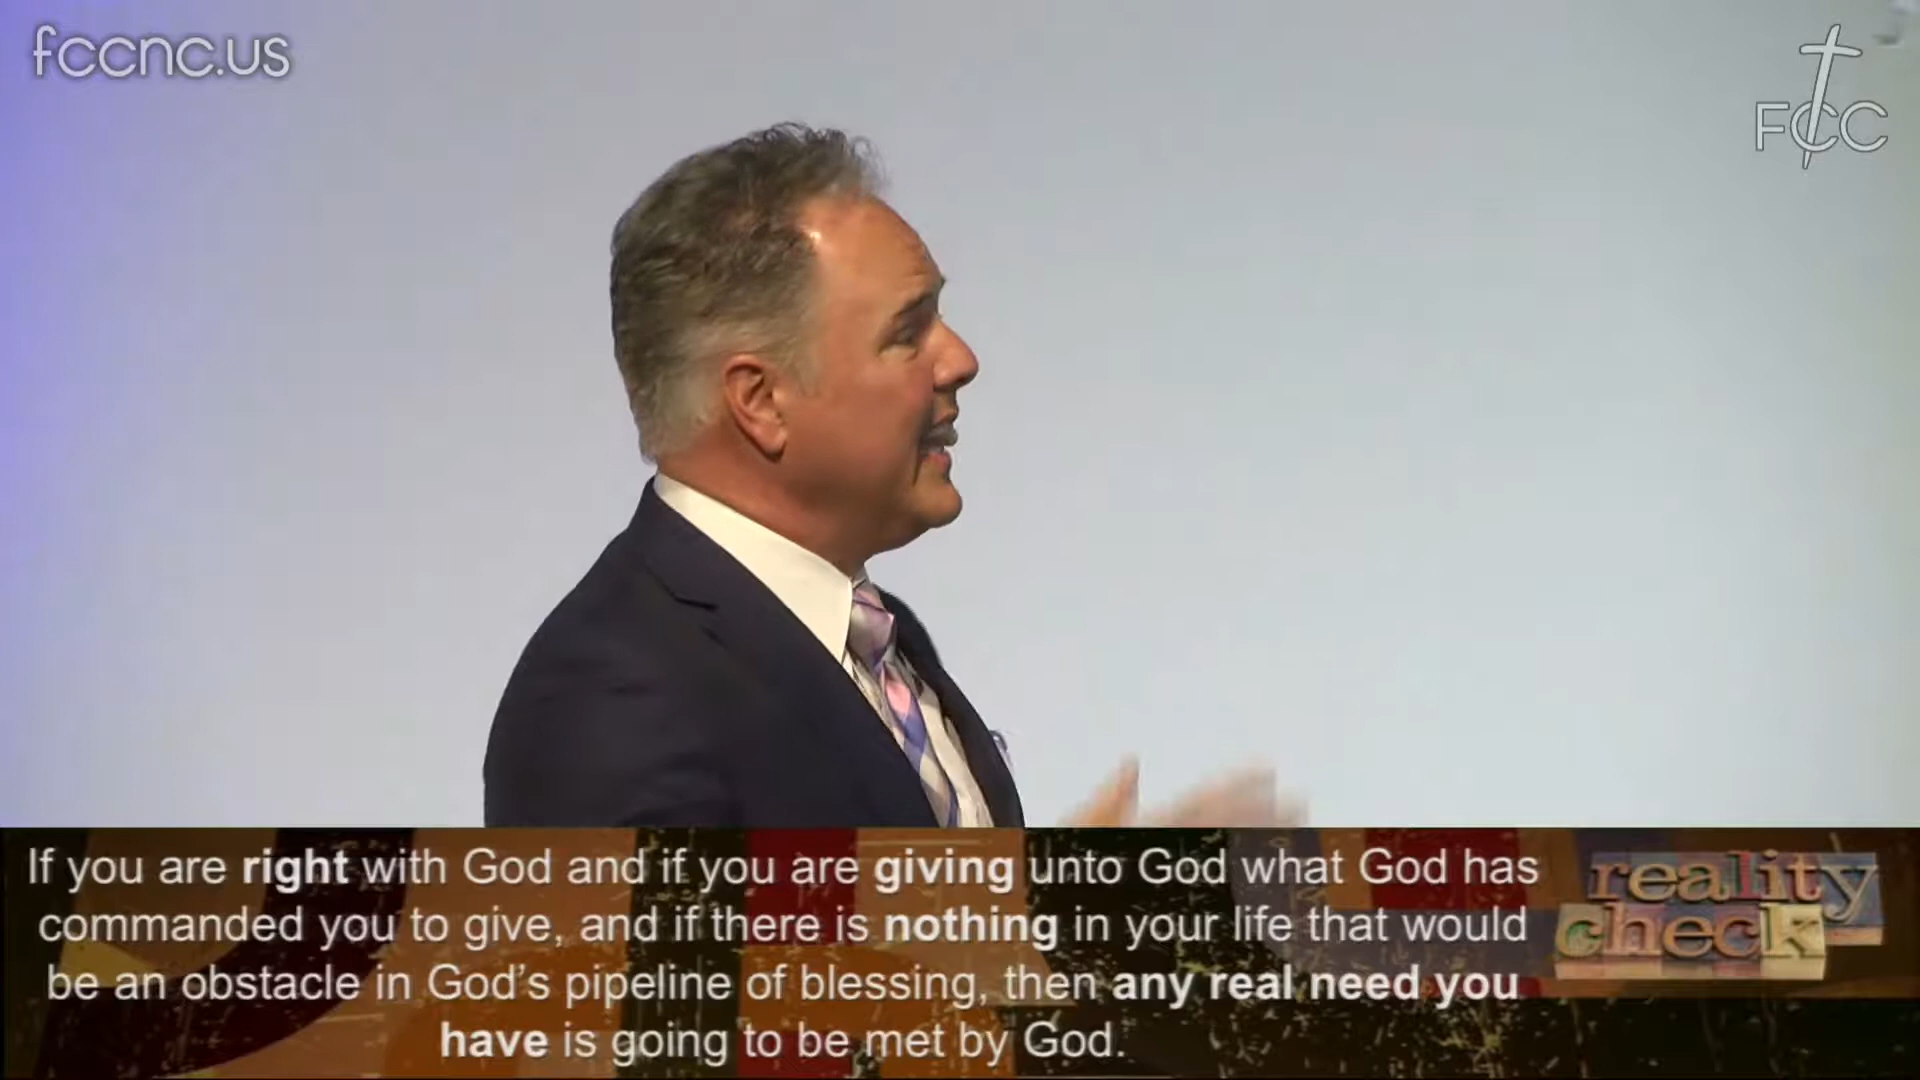 fccnc.us
FCC
If you are right with God and if you are giving unto God what God has
commanded you to give, and if there is nothing in your life that would
be an obstacle in God's pipeline of blessing, then any real need you
have is going to be met by God.
reality
check